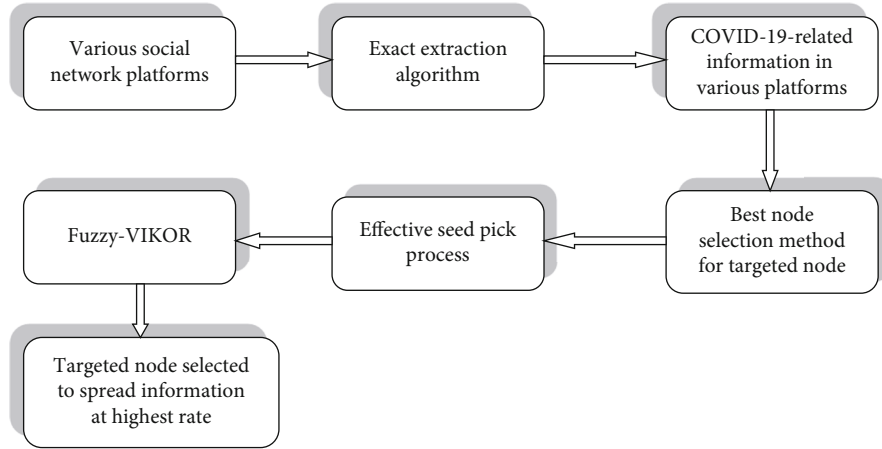 Various social
network platforms
Exact extraction
algorithm
COVID-19-related
information in
various platforms
Best node
selection method
for targeted node
Effective seed pick
process
Fuzzy-VIKOR
Targeted node selected
to spread information
at highest rate